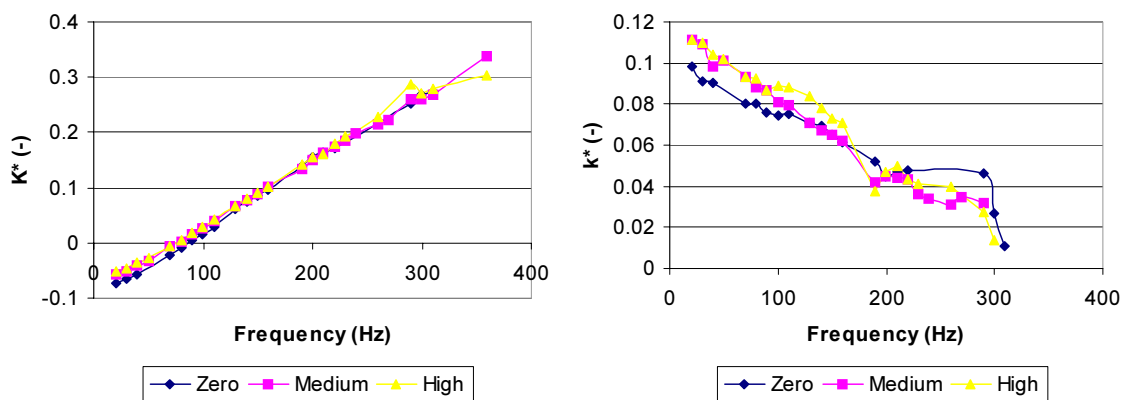 0.4
0.3
0.2
0.1
0
-0.1
K* (-)
0 100 200 300 400
Frequency (Hz)
Zero Medium High
0.12
0.1
0.08
0.06
0.04
0.02
0
k* (-)
0 100 200 300 400
Frequency (Hz)
Zero Medium High